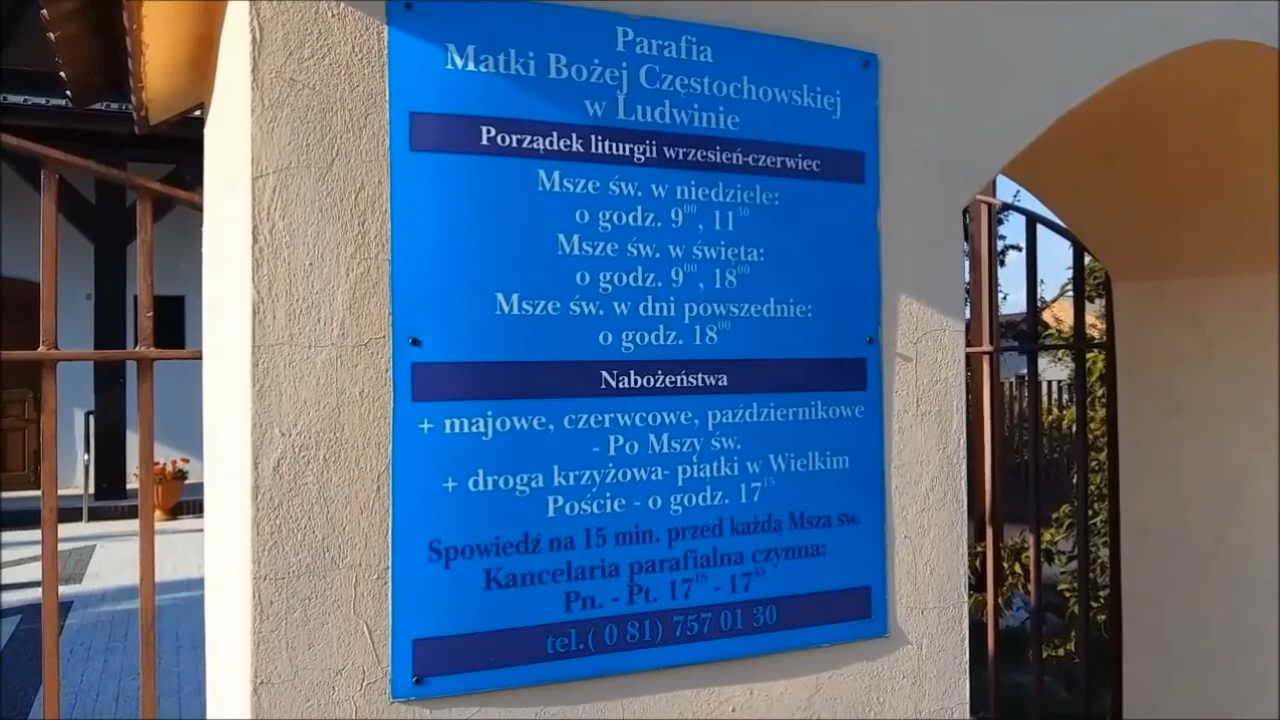 Parafia
Matki Bożej Częstochowskiej
w Ludwinie
Porządek liturgii wrzesień-czerwiec
Msze św. w niedziele:
o godz. 9⁰⁰, 11³⁰
Msze św. w święta:
o godz. 9⁰⁰, 18⁰⁰
Msze św. w dni powszednie:
o godz. 18⁰⁰
Nabożeństwa
+ majowe, czerwcowe, październikowe
- Po Mszy św.
+ droga krzyżowa- piątki w Wielkim
Poście - o godz. 17¹⁵
Spowiedź na 15 min. przed każdą Mszą św.
Kancelaria parafialna czynna:
Pn. - Pt. 17¹⁵ - 17⁴⁵
tel.( 0 81) 757 01 30